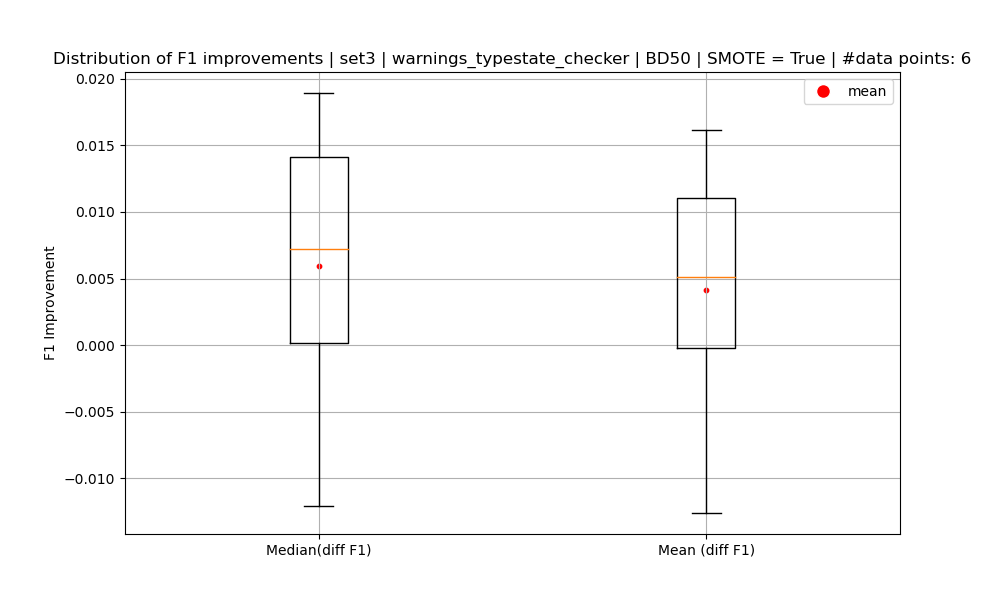 Distribution of F1 improvements | set3 | warnings_typestate_checker | BD50 | SMOTE = True | #data points: 6
mean
0.020
0.015
0.010
0.005
0.000
−0.005
−0.010
F1 Improvement
Median(diff F1)
Mean (diff F1)